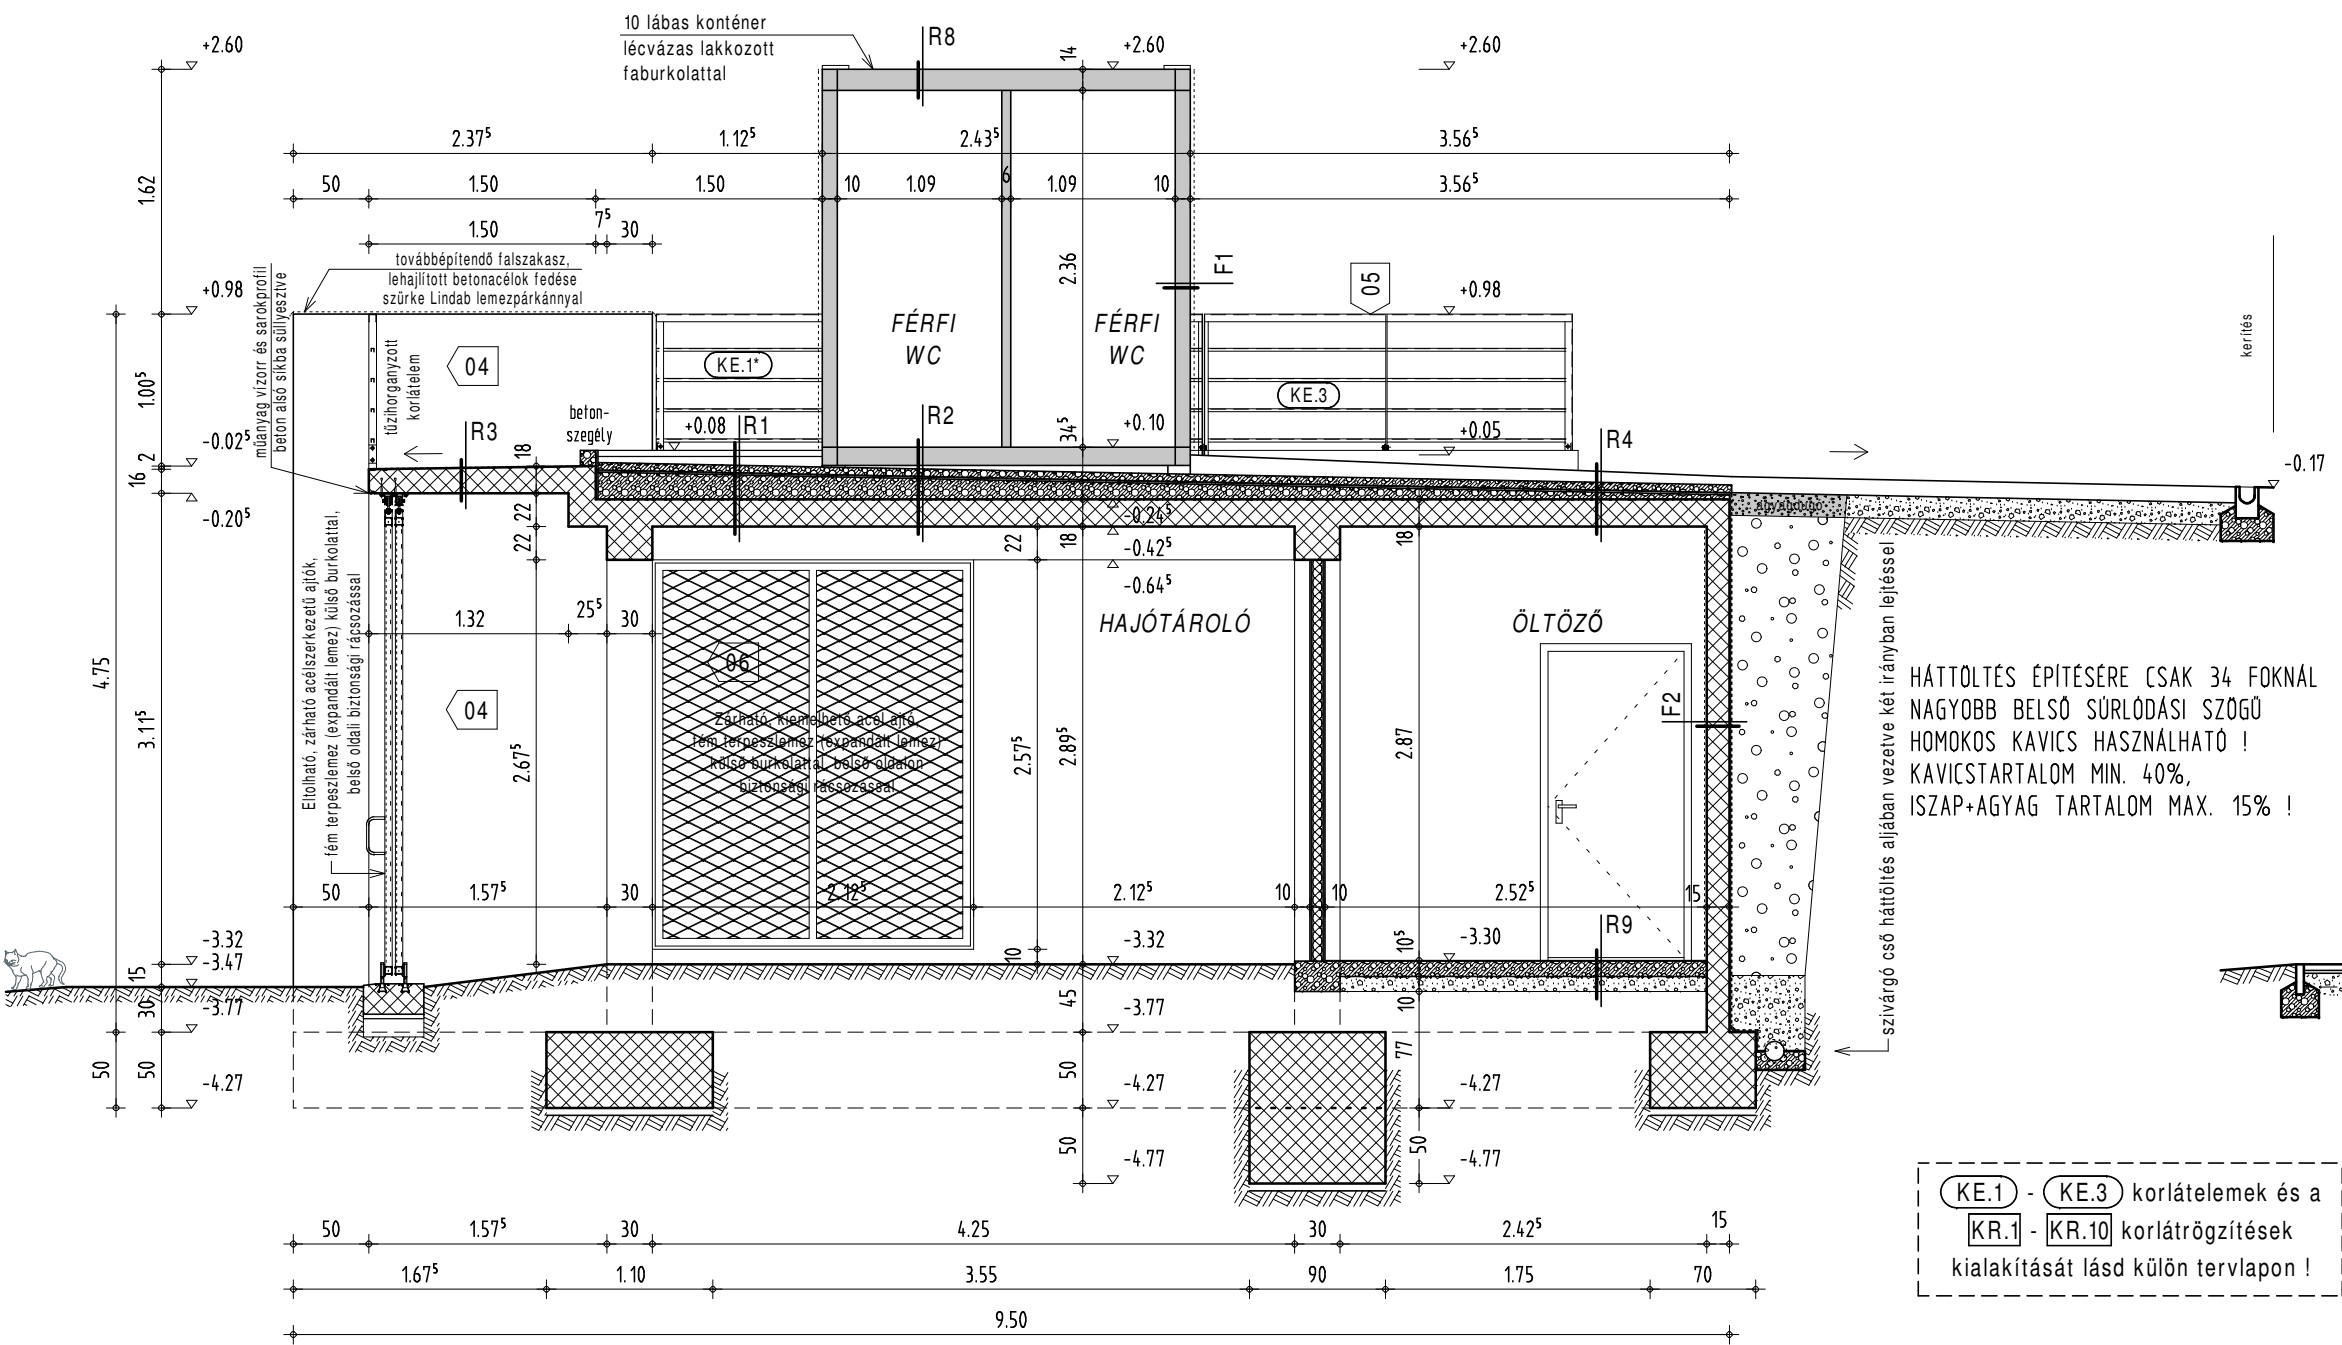 10 lábas konténer
lécvázas lakkozott
faburkolattal
R8
+2.60
14
+2.60
+2.60
2.37⁵
1.12⁵
2.43⁵
3.56⁵
50
1.50
1.50
10
1.09
6
1.09
10
3.56⁵
1.50
7⁵
30
1.62
továbbépítendő falszakasz,
lehajlított betonacélok fedése
szürke Lindab lemezpárkánnyal
műanyag vízorr és sarokprofil
beton alsó síkba süllyesztve
2.36
F1
05
+0.98
+0.98
FÉRFI
WC
FÉRFI
WC
04
tűzihorganyzott
korlátelem
KE.1*
KE.3
kerítés
1.00⁵
beton-
szegély
R3
+0.08
R1
R2
34⁵
+0.10
+0.05
R4
-0.02⁵
2
16
18
-0.17
-0.20⁵
22
22
22
18
-0.24⁵
-0.42⁵
-0.64⁵
18
agyagdugó
Eltolható, zárható acélszerkezetű ajtók,
fém terpeszlemez (expandált lemez) külső burkolattal,
belső oldali biztonsági rácsozással
1.32
25⁵
30
HAJÓTÁROLÓ
ÖLTÖZŐ
06
04
Zárható, kiemelhető acél ajtó
fém terpeszlemez (expandált lemez)
külső burkolattal, belső oldalon
biztonsági rácsozással
4.75
3.11⁵
2.67⁵
2.57⁵
2.89⁵
2.87
F2
szivárgó cső háttöltés aljában vezetve két irányban lejtéssel
HÁTTÖLTÉS ÉPÍTÉSÉRE CSAK 34 FOKNÁL
NAGYOBB BELSŐ SÚRLÓDÁSI SZÖGŰ
HOMOKOS KAVICS HASZNÁLHATÓ !
KAVICSTARTALOM MIN. 40%,
ISZAP+AGYAG TARTALOM MAX. 15% !
50
1.57⁵
30
2.12⁵
2.12⁵
10
10
2.52⁵
15
-3.32
-3.47
15
30
-3.77
10
-3.32
10⁵
-3.30
R9
45
-3.77
10
77
50
50
-4.27
50
-4.27
-4.27
50
-4.77
50
-4.77
50
1.57⁵
30
4.25
30
2.42⁵
15
1.67⁵
1.10
3.55
90
1.75
70
9.50
KE.1 - KE.3 korlátelemek és a
KR.1 - KR.10 korlátrögzítések
kialakítását lásd külön tervlapon !